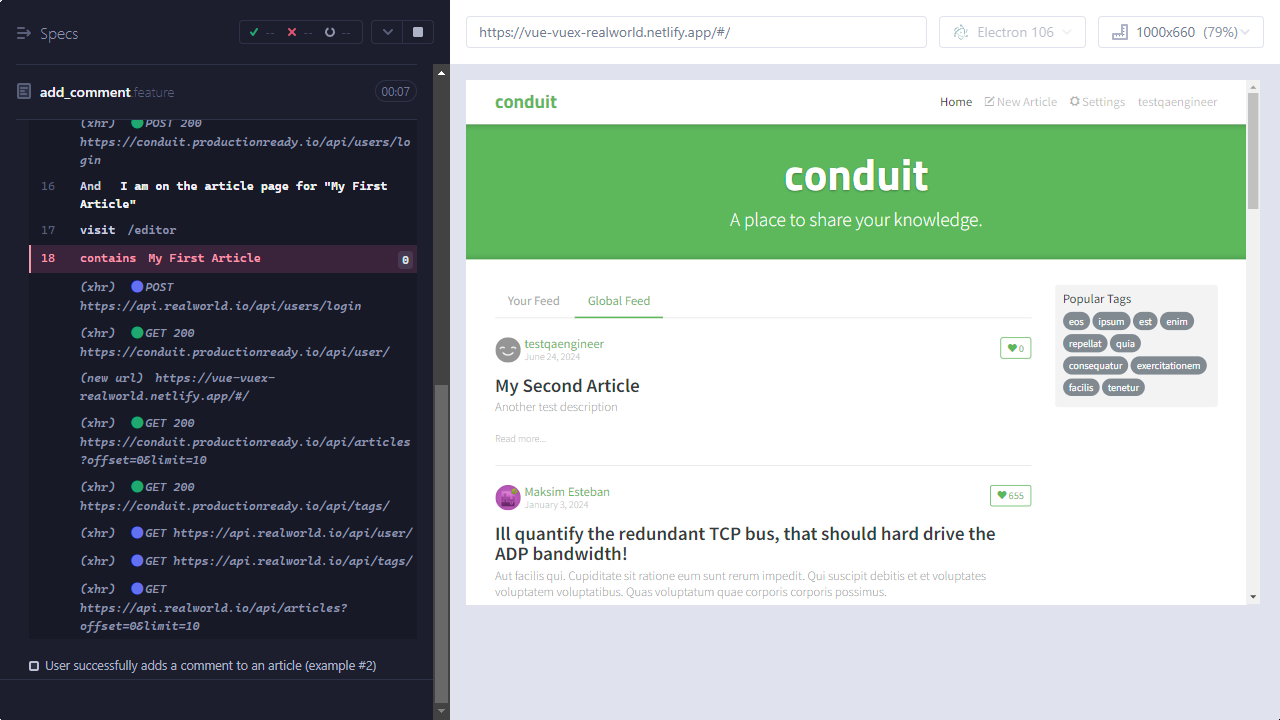 Specs
--
--
--
add_comment.feature
00:07
(xhr) POST 200
https://conduit.productionready.io/api/users/lo
gin
16 And I am on the article page for "My First
Article"
17 visit /editor
18 contains My First Article 0
(xhr) POST
https://api.realworld.io/api/users/login
(xhr) GET 200
https://conduit.productionready.io/api/user/
(new url) https://vue-vuex-
realworld.netlify.app/#/
(xhr) GET 200
https://conduit.productionready.io/api/articles
?offset=0&limit=10
(xhr) GET 200
https://conduit.productionready.io/api/tags/
(xhr) GET https://api.realworld.io/api/user/
(xhr) GET https://api.realworld.io/api/tags/
(xhr) GET
https://api.realworld.io/api/articles?
offset=0&limit=10
User successfully adds a comment to an article (example #2)
https://vue-vuex-realworld.netlify.app/#/
Electron 106
1000x660 (79%)
conduit
Home New Article Settings testqaengineer
conduit
A place to share your knowledge.
Your Feed Global Feed
testqaengineer
June 24, 2024
0
My Second Article
Another test description
Read more...
Maksim Esteban
January 3, 2024
655
Ill quantify the redundant TCP bus, that should hard drive the
ADP bandwidth!
Aut facilis qui. Cupiditate sit ratione eum sunt rerum impedit. Qui suscipit debitis et et voluptates
voluptatem voluptatibus. Quas voluptatum quae corporis corporis possimus.
Popular Tags
eos ipsum est enim
repellat quia
consequatur exercitationem
facilis tenetur